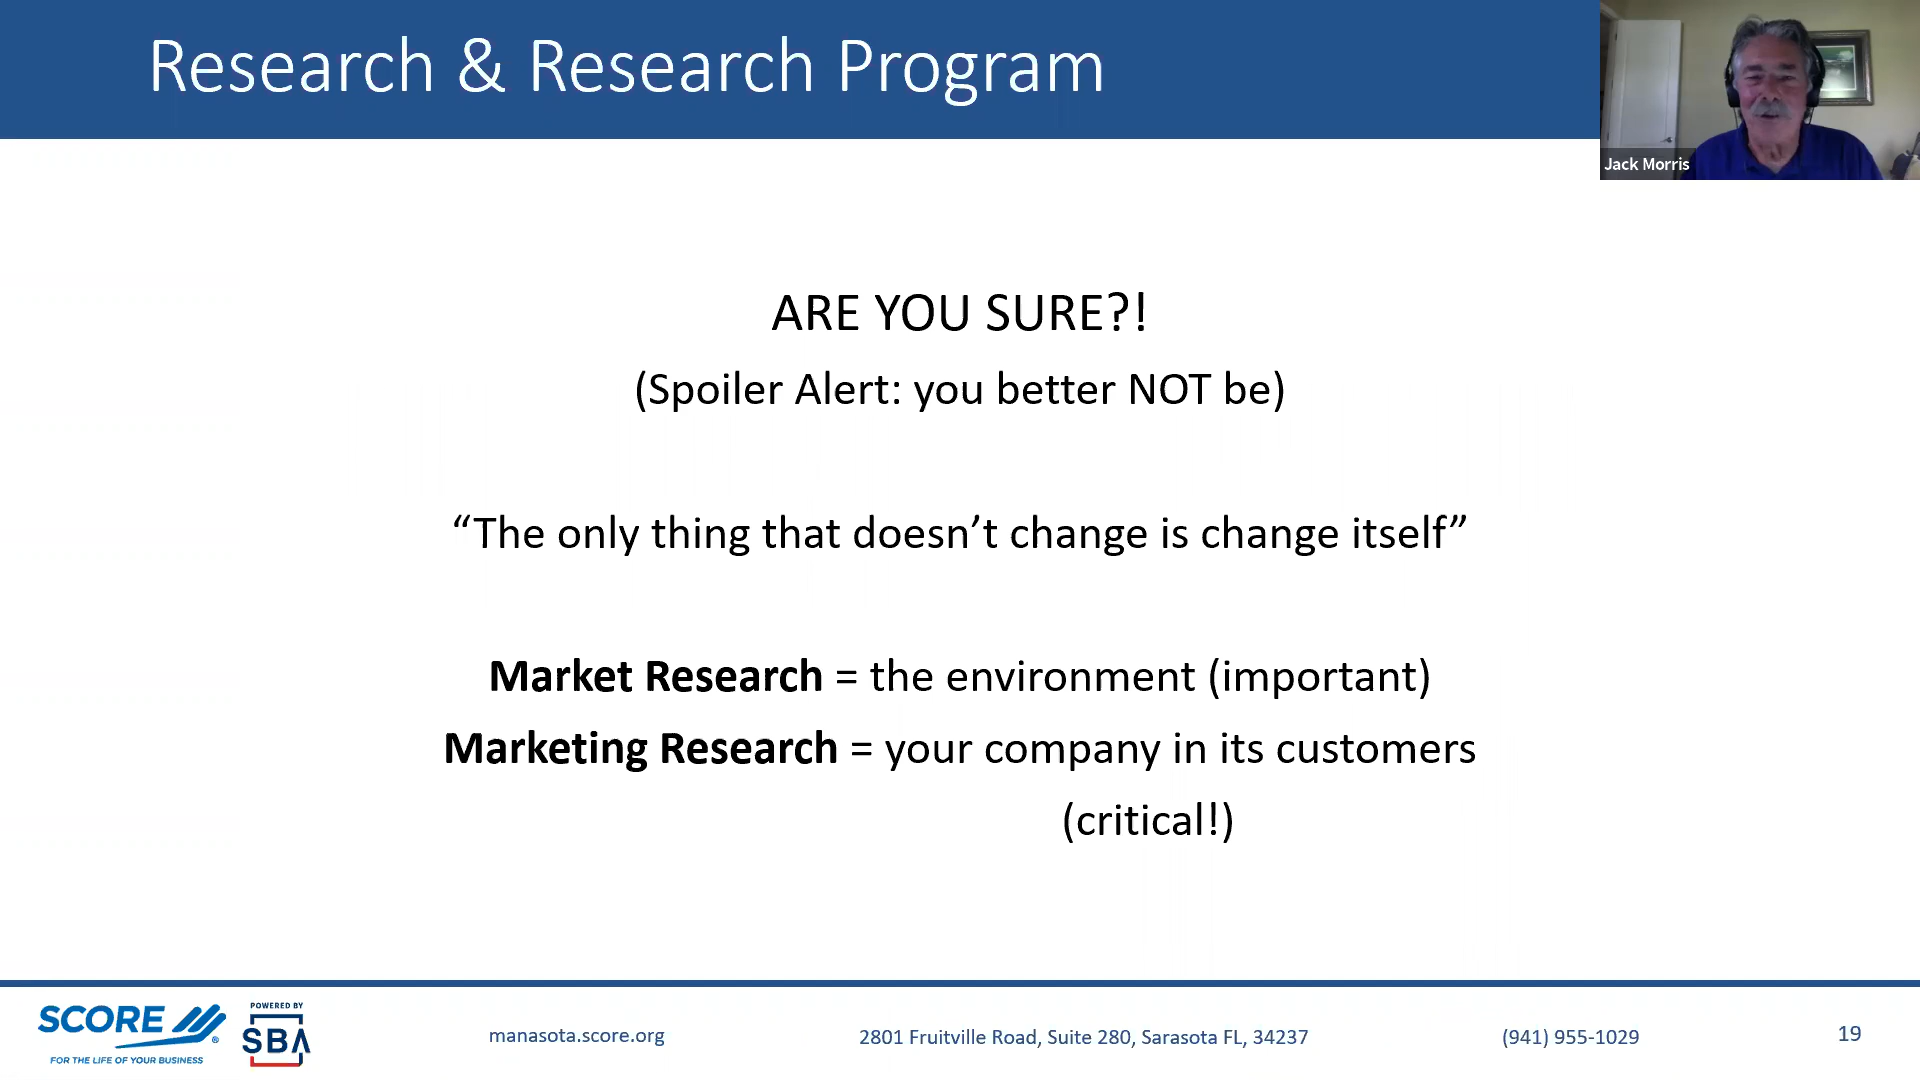 Research & Research Program
Jack Morris
ARE YOU SURE?!
(Spoiler Alert: you better NOT be)
“The only thing that doesn’t change is change itself”
Market Research = the environment (important)
Marketing Research = your company in its customers
(critical!)
SCORE
®
FOR THE LIFE OF YOUR BUSINESS
POWERED BY
SBA
manasota.score.org
2801 Fruitville Road, Suite 280, Sarasota FL, 34237
(941) 955-1029
19